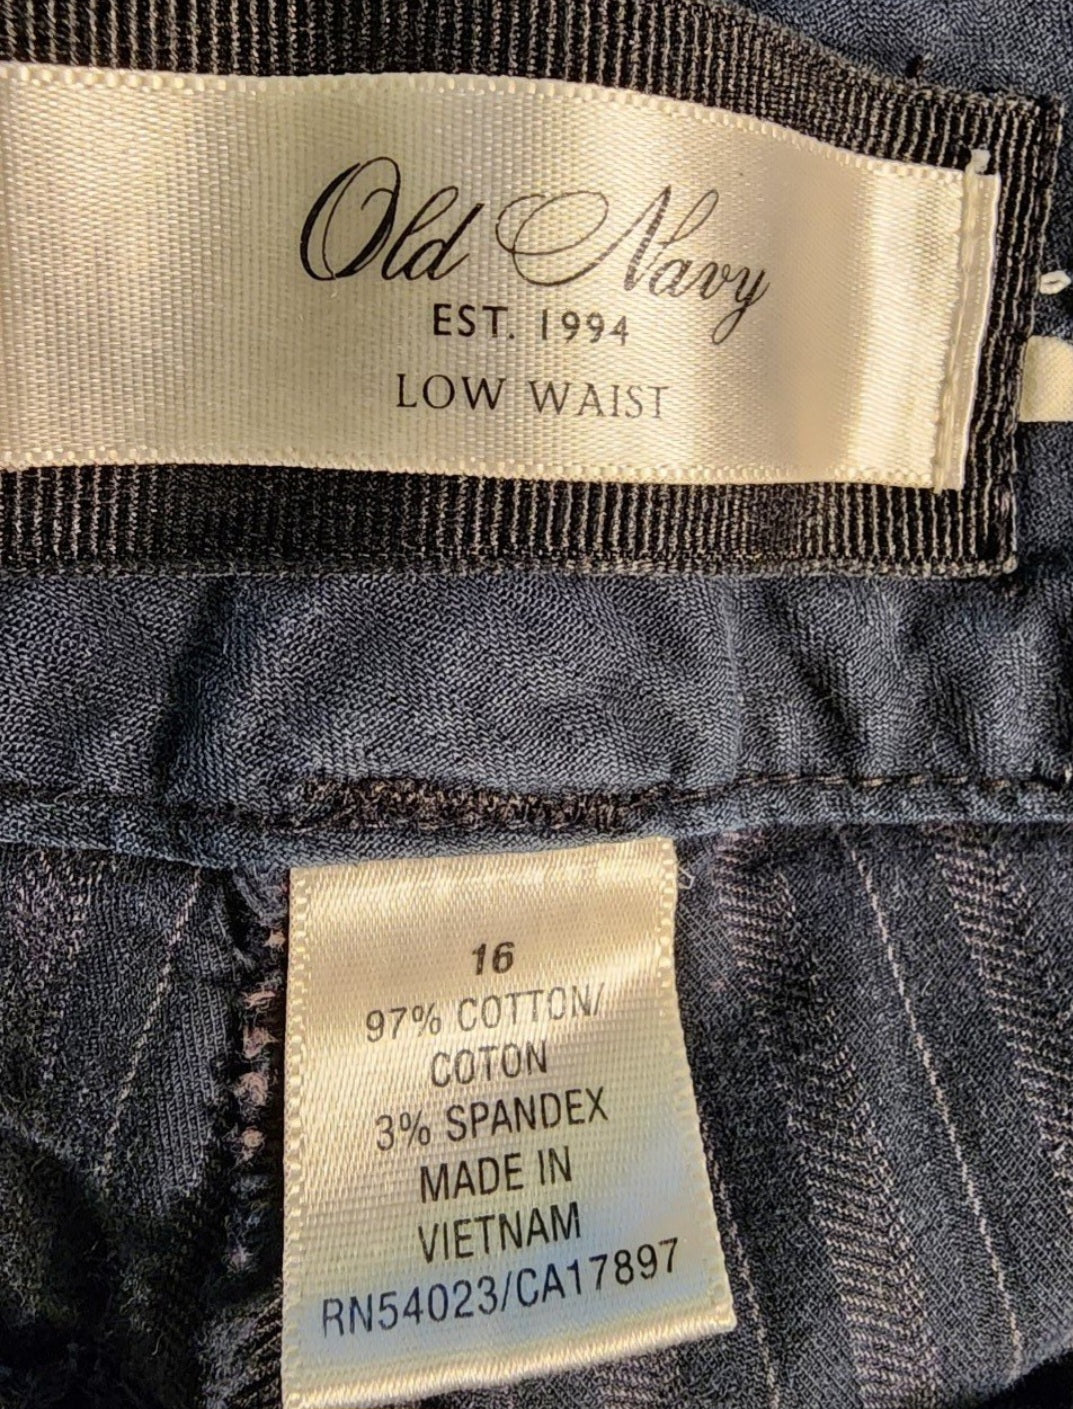 Old Navy
EST. 1994
LOW WAIST
16
97% COTTON/
COTON
3% SPANDEX
MADE IN
VIETNAM
RN54023/CA17897